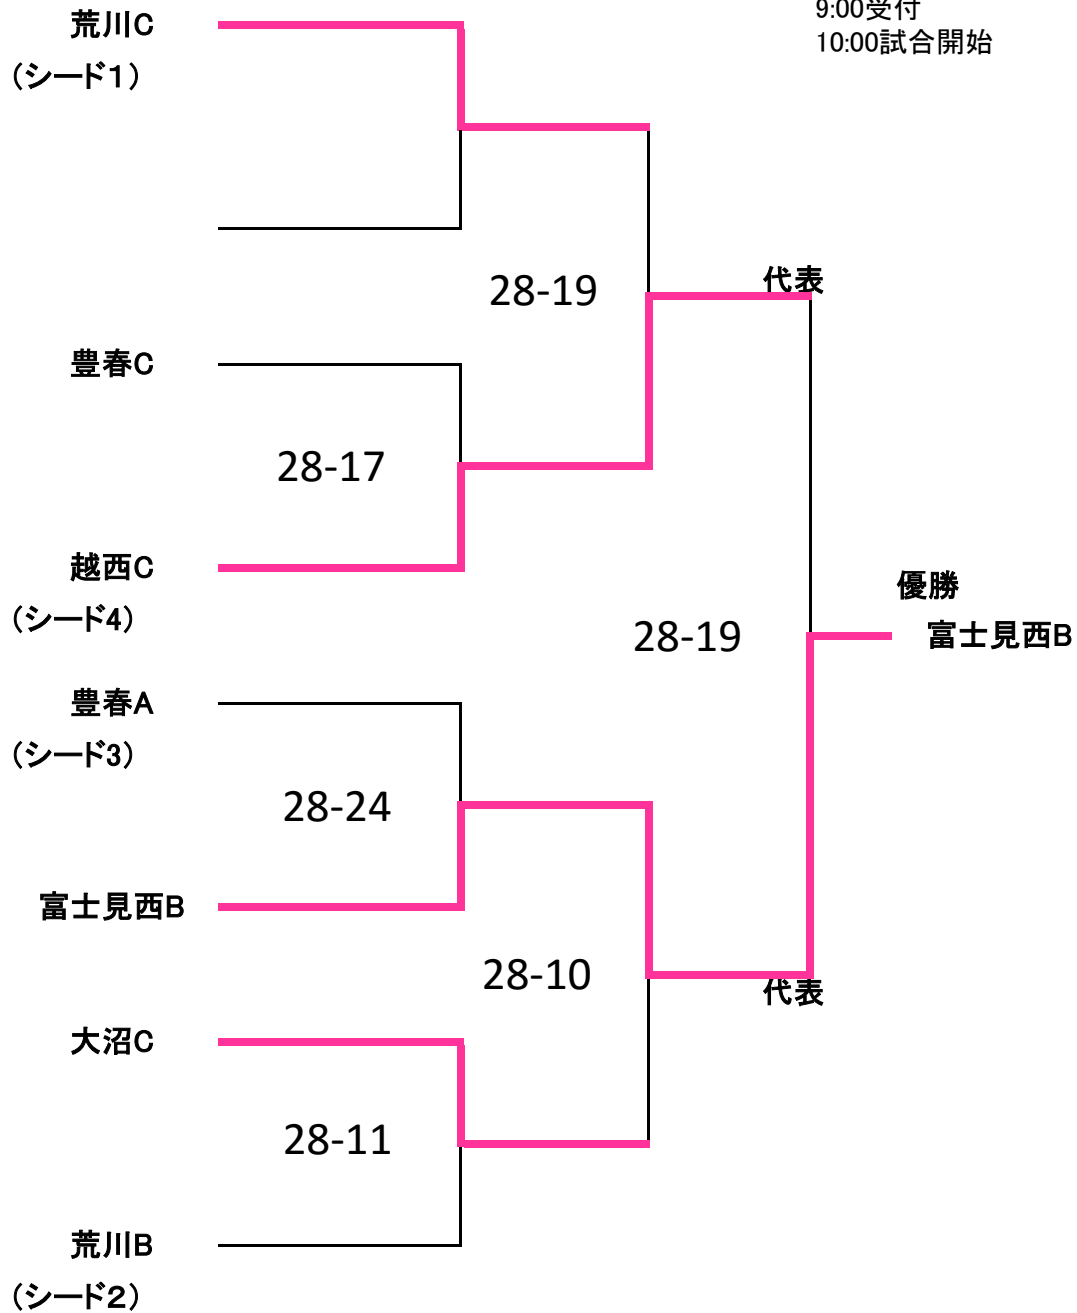 9:00受付
10:00試合開始
荒川C
(シード1)
28-19
代表
豊春C
28-17
越西C
(シード4)
優勝
富士見西B
28-19
豊春A
(シード3)
28-24
富士見西B
28-10
代表
大沼C
28-11
荒川B
(シード2)